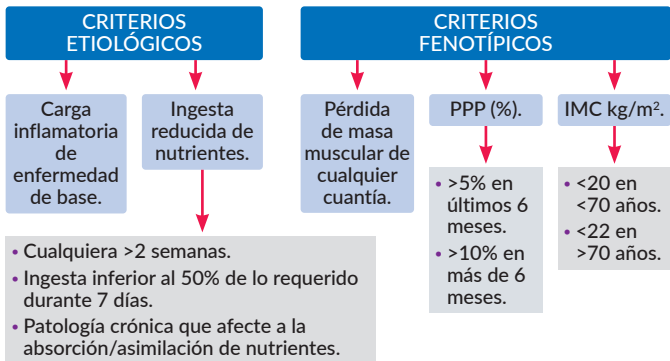 CRITERIOS
ETIOLÓGICOS
CRITERIOS
FENOTÍPICOS
Carga
inflamatoria
de
enfermedad
de base.
Ingesta
reducida de
nutrientes.
Pérdida
de masa
muscular de
cualquier
cuantía.
PPP (%).
IMC kg/m².
• Cualquiera >2 semanas.
• Ingesta inferior al 50% de lo requerido
durante 7 días.
• Patología crónica que afecte a la
absorción/asimilación de nutrientes.
• >5% en
últimos 6
meses.
• >10% en
más de 6
meses.
• <20 en
<70 años.
• <22 en
>70 años.